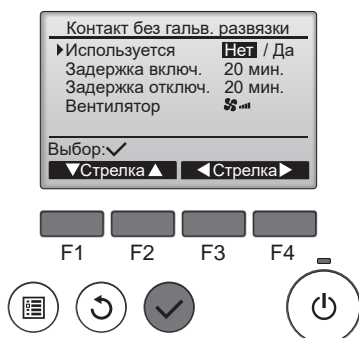 Контакт без гальв. развязки
Используется Нет / Да
Задержка включ. 20 мин.
Задержка отключ. 20 мин.
Вентилятор
Выбор:✓
▼Стрелка▲ ◀Стрелка▶
F1 F2 F3 F4